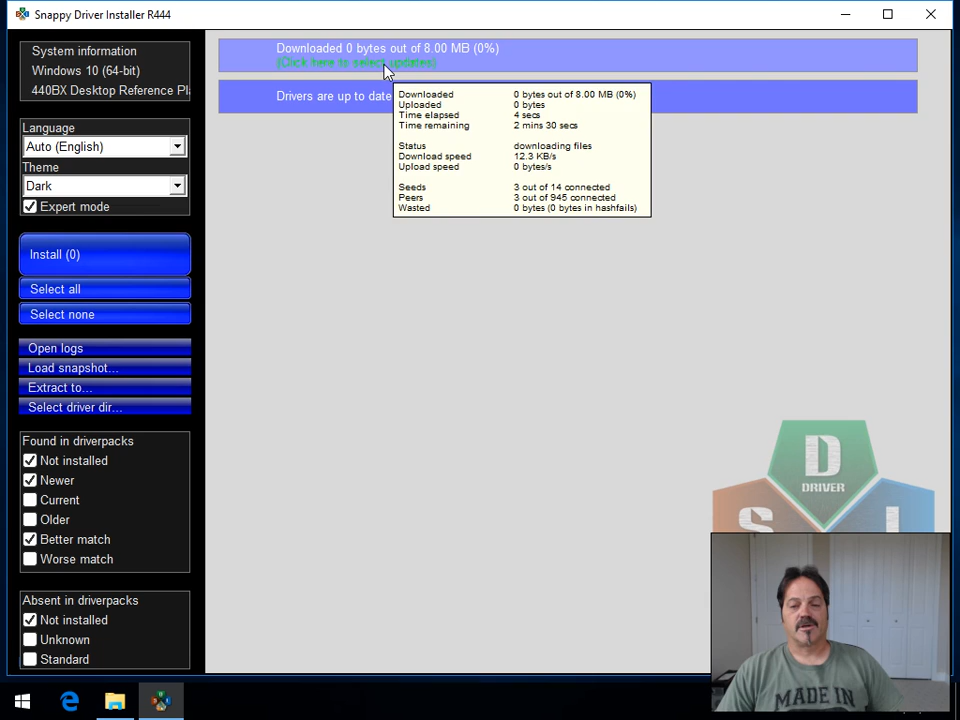 Snappy Driver Installer R444
System information
Windows 10 (64-bit)
440BX Desktop Reference Pl
Language
Auto (English)
Theme
Dark
Expert mode
Install (0)
Select all
Select none
Open logs
Load snapshot...
Extract to...
Select driver dir...
Found in driverpacks
Not installed
Newer
Current
Older
Better match
Worse match
Absent in driverpacks
Not installed
Unknown
Standard
Downloaded 0 bytes out of 8.00 MB (0%)
(Click here to select updates)
Drivers are up to date
Downloaded 0 bytes out of 8.00 MB (0%)
Uploaded 0 bytes
Time elapsed 4 secs
Time remaining 2 mins 30 secs
Status downloading files
Download speed 12.3 KB/s
Upload speed 0 bytes/s
Seeds 3 out of 14 connected
Peers 3 out of 945 connected
Wasted 0 bytes (0 bytes in hashfails)
D
DRIVER
S I
MADE IN